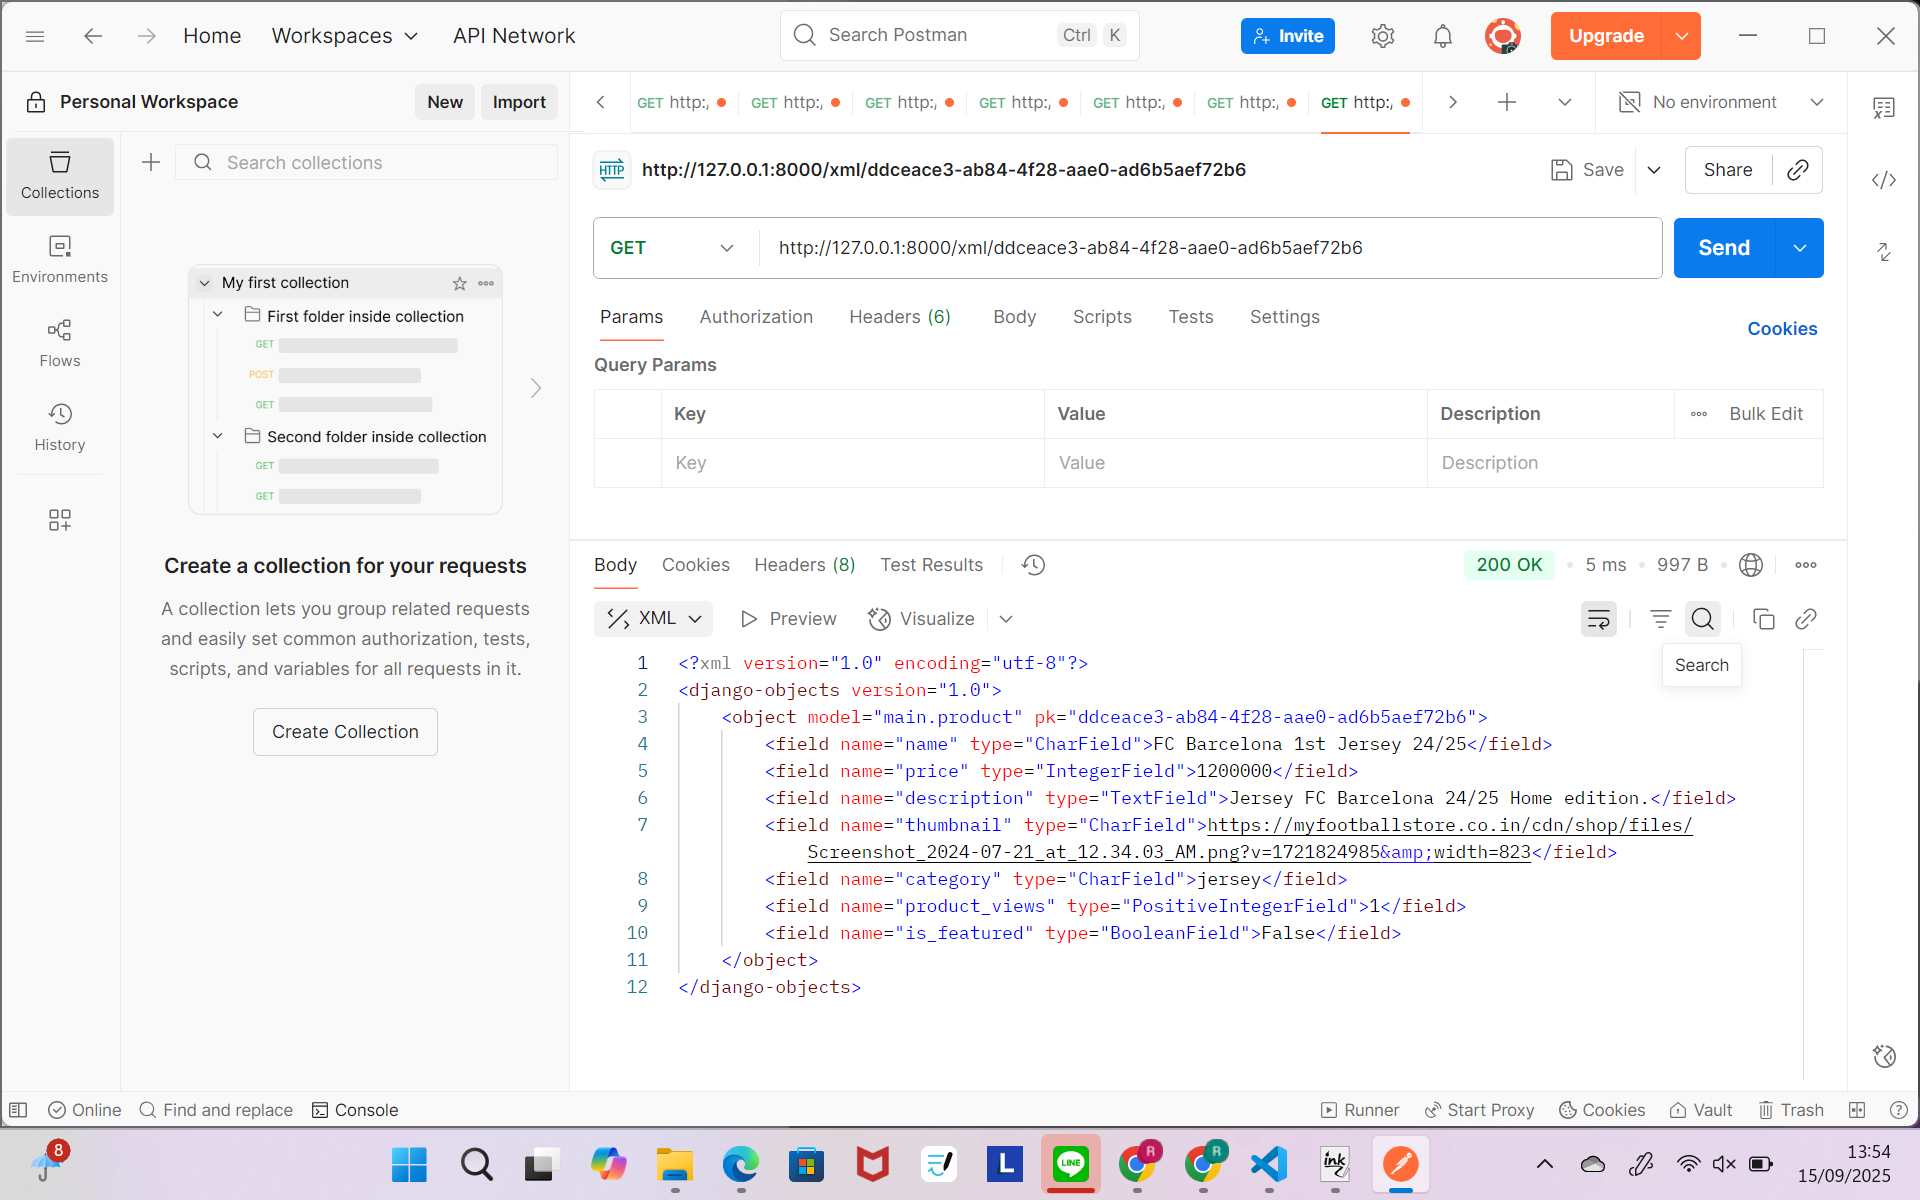 Home
Workspaces
API Network
Search Postman
Ctrl K
Invite
Upgrade
Personal Workspace
New
Import
GET http:/
GET http:/
GET http:/
GET http:/
GET http:/
GET http:/
GET http:/
No environment
Collections
Environments
Flows
History
Search collections
My first collection
First folder inside collection
GET
POST
GET
Second folder inside collection
GET
GET
Create a collection for your requests
A collection lets you group related requests
and easily set common authorization, tests,
scripts, and variables for all requests in it.
Create Collection
HTTP http://127.0.0.1:8000/xml/ddceace3-ab84-4f28-aae0-ad6b5aef72b6
Save
Share
GET
http://127.0.0.1:8000/xml/ddceace3-ab84-4f28-aae0-ad6b5aef72b6
Send
Params Authorization Headers (6) Body Scripts Tests Settings
Cookies
Query Params
Key Value Description Bulk Edit
Key Value Description
Body Cookies Headers (8) Test Results
200 OK • 5 ms • 997 B
XML Preview Visualize
Search
1 <?xml version="1.0" encoding="utf-8"?>
2 <django-objects version="1.0">
3 <object model="main.product" pk="ddceace3-ab84-4f28-aae0-ad6b5aef72b6">
4 <field name="name" type="CharField">FC Barcelona 1st Jersey 24/25</field>
5 <field name="price" type="IntegerField">1200000</field>
6 <field name="description" type="TextField">Jersey FC Barcelona 24/25 Home edition.</field>
7 <field name="thumbnail" type="CharField">https://myfootballstore.co.in/cdn/shop/files/
Screenshot_2024-07-21_at_12.34.03_AM.png?v=1721824985&amp;width=823</field>
8 <field name="category" type="CharField">jersey</field>
9 <field name="product_views" type="PositiveIntegerField">1</field>
10 <field name="is_featured" type="BooleanField">False</field>
11 </object>
12 </django-objects>
Online
Find and replace
Console
Runner
Start Proxy
Cookies
Vault
Trash
8
L
LINE
R
R
ink
13:54
15/09/2025